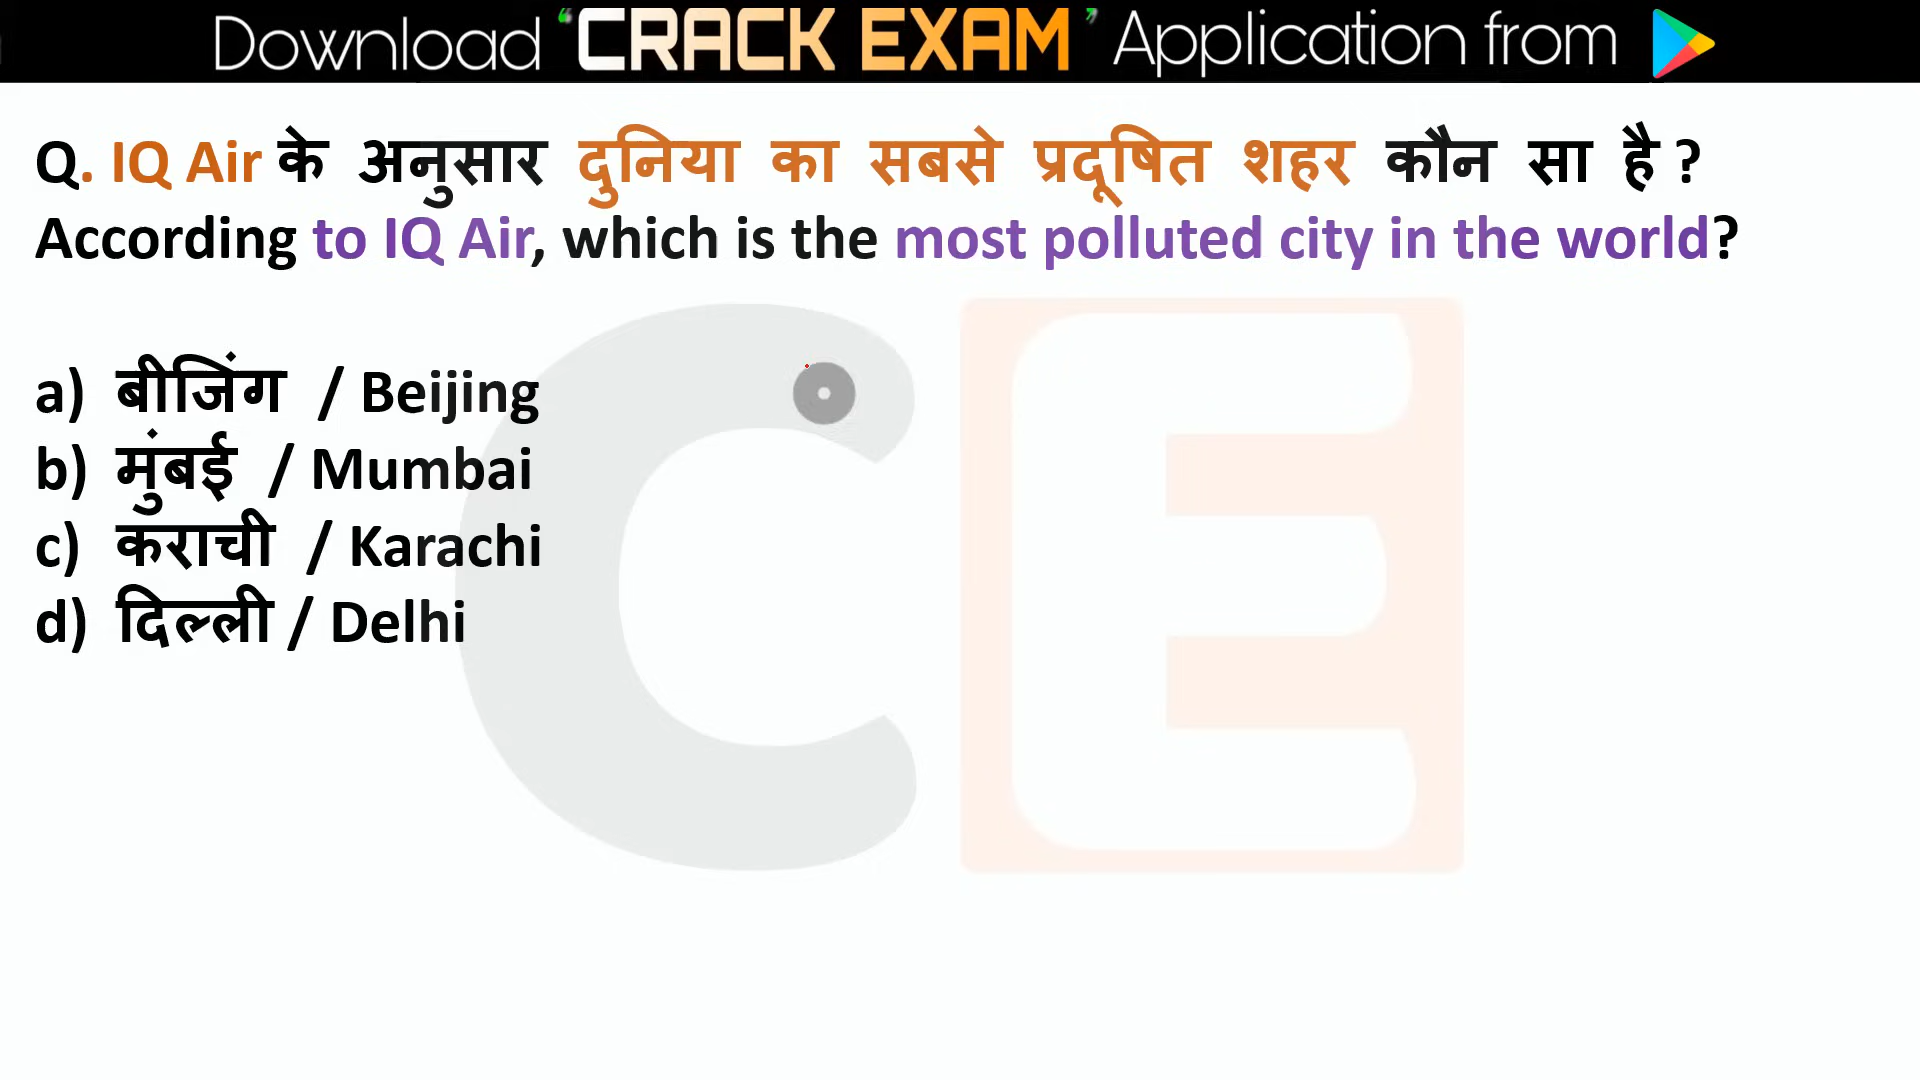 Download ‘CRACK EXAM’ Application from
Q. IQ Air के अनुसार दुनिया का सबसे प्रदूषित शहर कौन सा है ?
According to IQ Air, which is the most polluted city in the world?
a) बीजिंग / Beijing
b) मुंबई / Mumbai
c) कराची / Karachi
d) दिल्ली / Delhi
CE